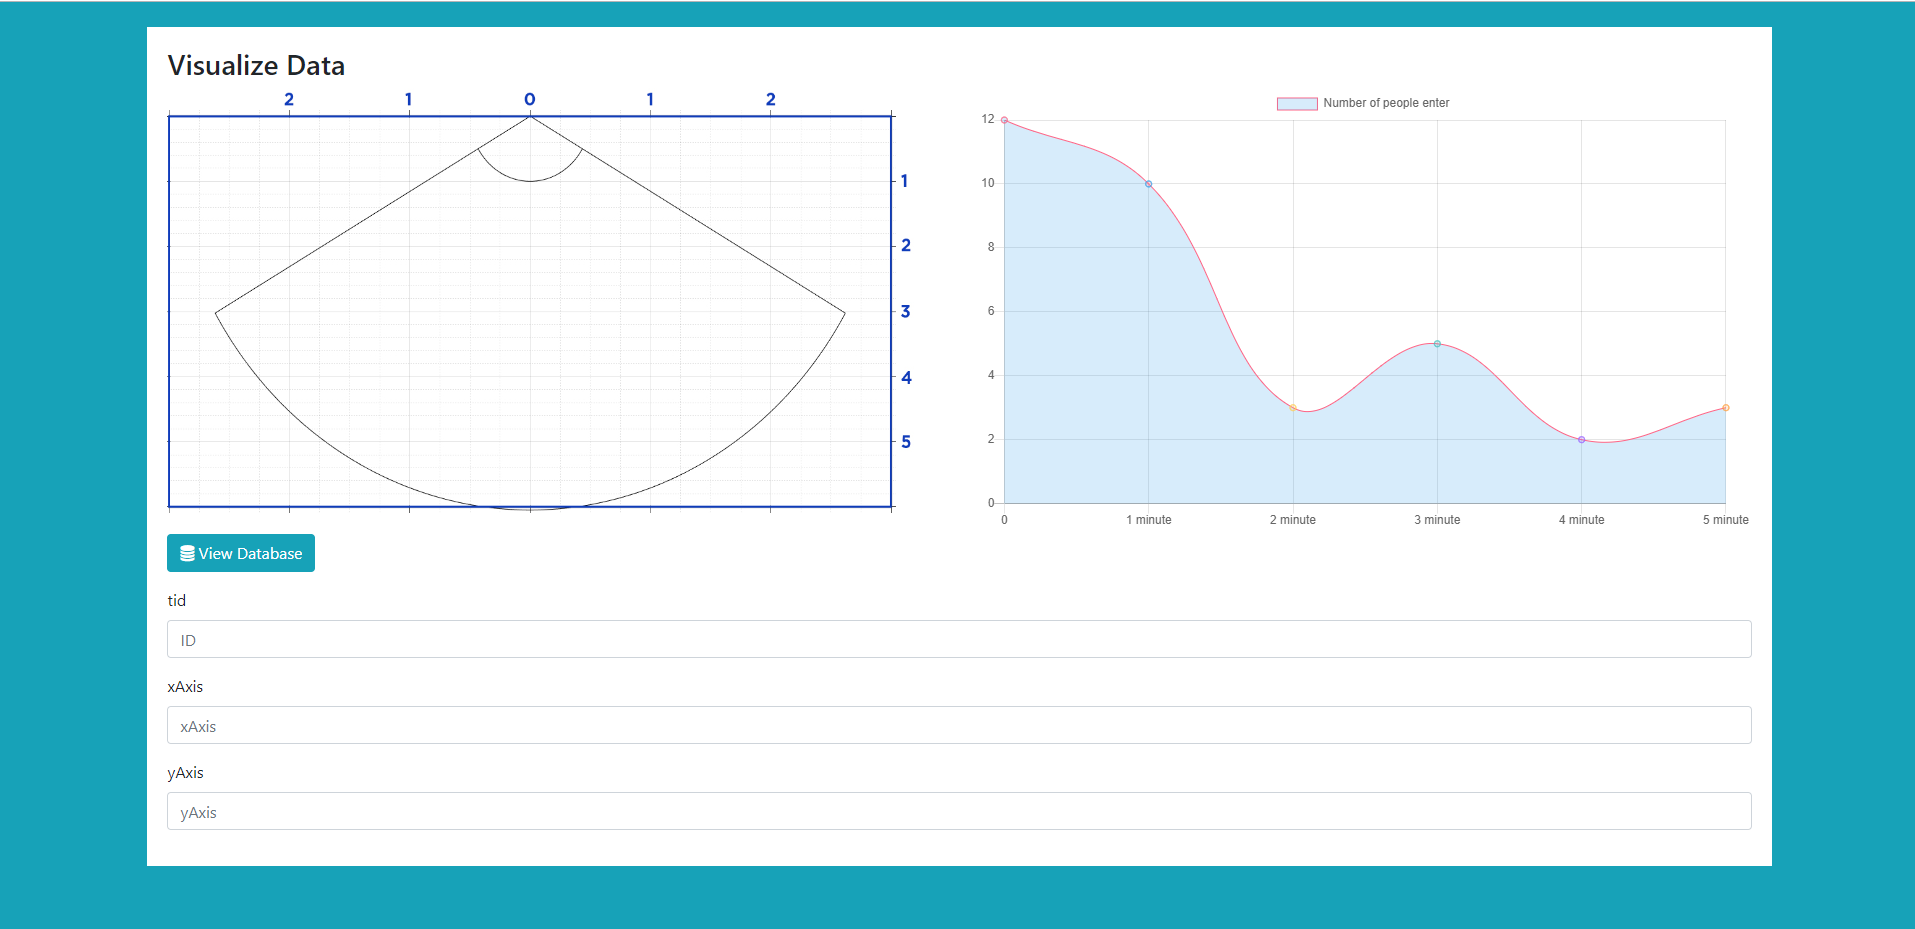 Visualize Data
2 1 0 1 2
1
2
3
4
5
Number of people enter
12
10
8
6
4
2
0
0 1 minute 2 minute 3 minute 4 minute 5 minute
View Database
tid
ID
xAxis
xAxis
yAxis
yAxis